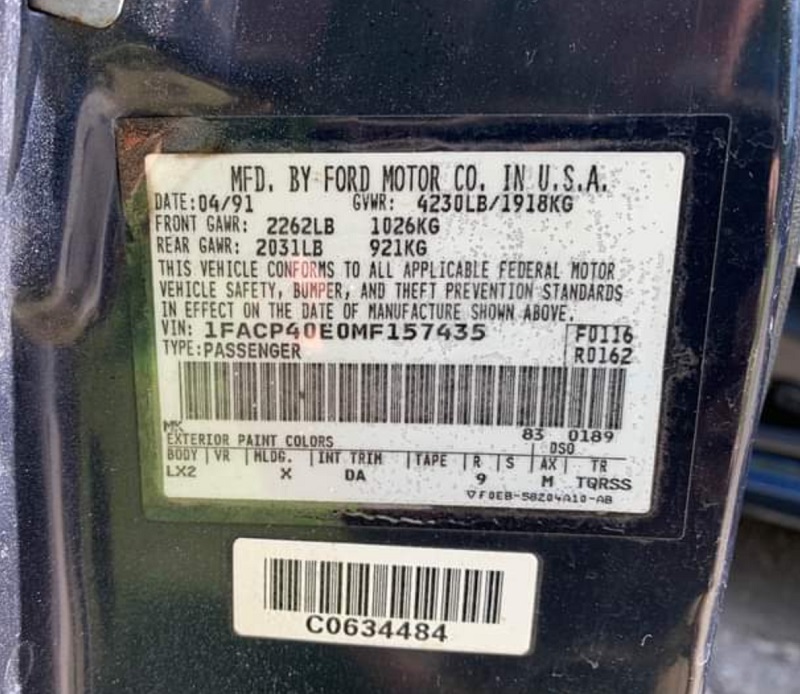 MFD. BY FORD MOTOR CO. IN U.S.A.
DATE:04/91 GVWR: 4230LB/1918KG
FRONT GAWR: 2262LB 1026KG
REAR GAWR: 2031LB 921KG
THIS VEHICLE CONFORMS TO ALL APPLICABLE FEDERAL MOTOR
VEHICLE SAFETY, BUMPER, AND THEFT PREVENTION STANDARDS
IN EFFECT ON THE DATE OF MANUFACTURE SHOWN ABOVE.
VIN: 1FACP40E0MF157435 F0116
TYPE:PASSENGER R0162
MK 83 0189
EXTERIOR PAINT COLORS DSO
BODY VR MLDG. INT TRIM TAPE R S AX TR
LX2 X DA 9 M TQRSS
F0EB-58204A10-AB
C0634484